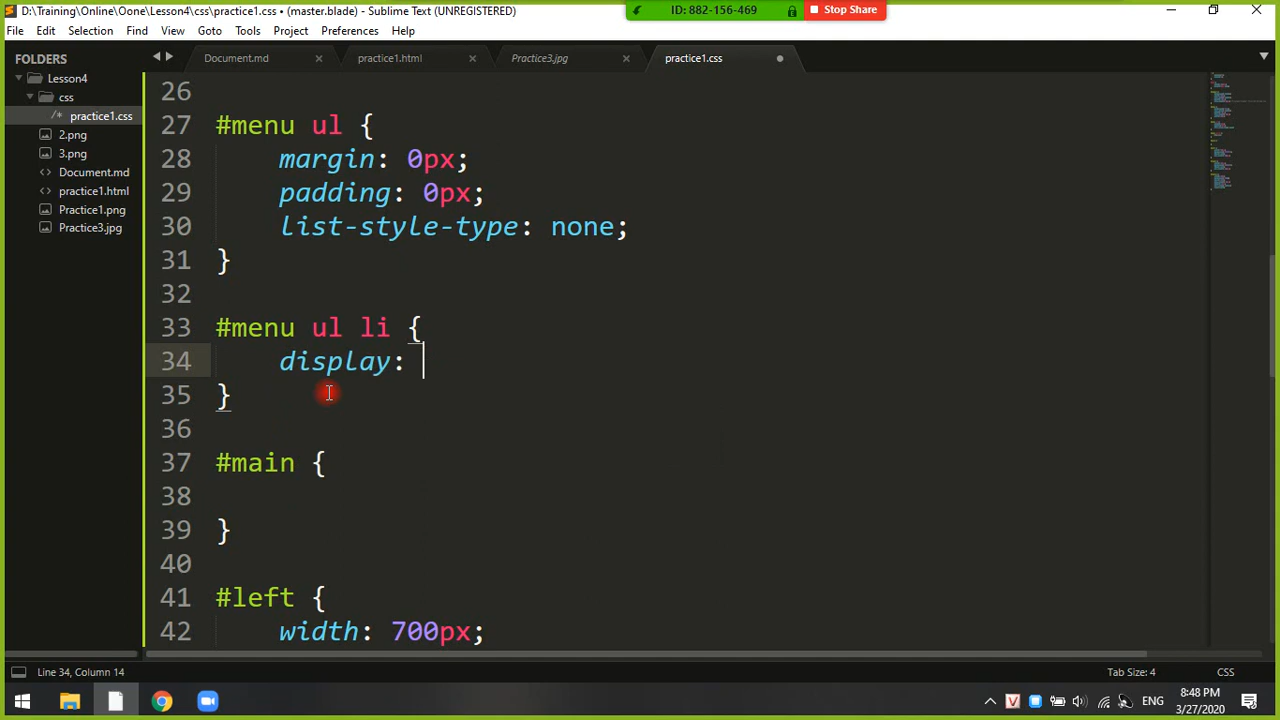 D:\Training\Online\Oone\Lesson4\css\practice1.css • (master.blade) - Sublime Text (UNREGISTERED)
ID: 882-156-469
Stop Share
File Edit Selection Find View Goto Tools Project Preferences Help
FOLDERS
Lesson4
css
/* practice1.css
2.png
3.png
<> Document.md
<> practice1.html
Practice1.png
Practice3.jpg
Document.md
practice1.html
Practice3.jpg
practice1.css
26
27 #menu ul {
28 margin: 0px;
29 padding: 0px;
30 list-style-type: none;
31 }
32
33 #menu ul li {
34 display:
35 }
36
37 #main {
38
39 }
40
41 #left {
42 width: 700px;
Line 34, Column 14
Tab Size: 4
CSS
ENG
8:48 PM
3/27/2020